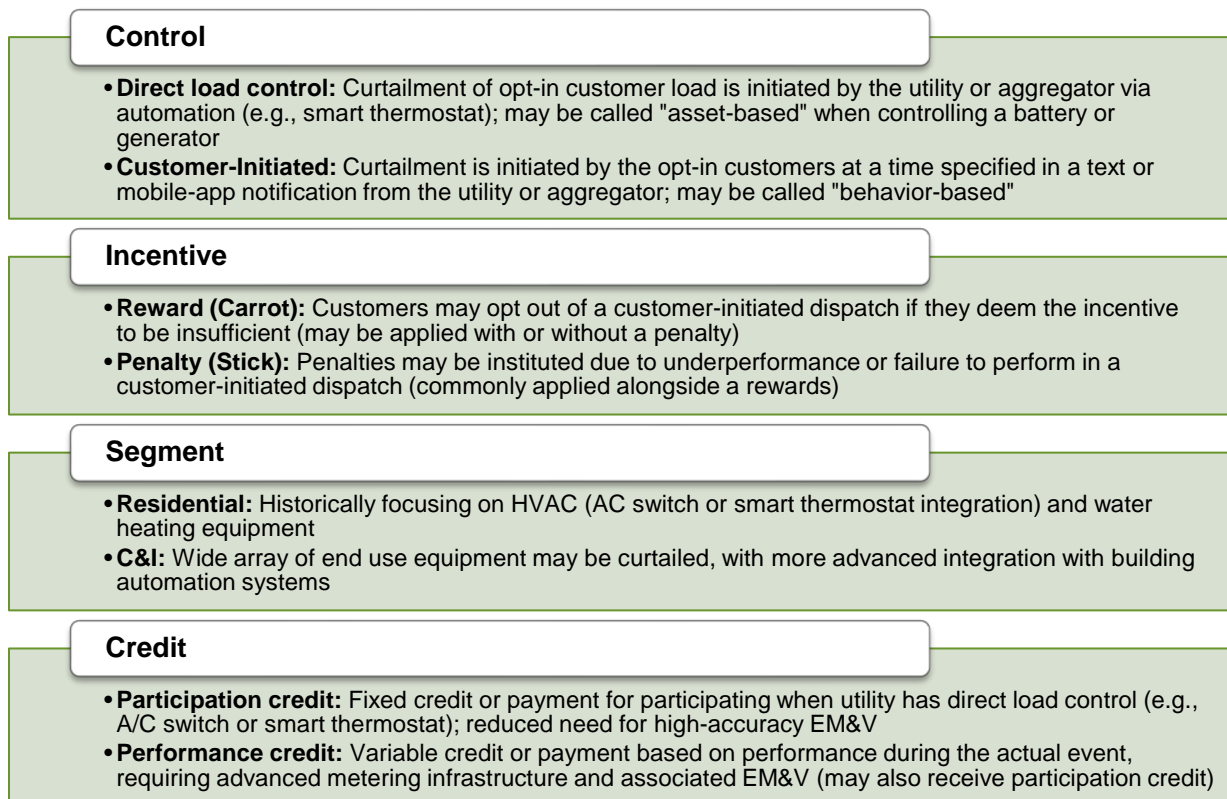 Control
•Direct load control: Curtailment of opt-in customer load is initiated by the utility or aggregator via
automation (e.g., smart thermostat); may be called "asset-based" when controlling a battery or
generator
•Customer-Initiated: Curtailment is initiated by the opt-in customers at a time specified in a text or
mobile-app notification from the utility or aggregator; may be called "behavior-based"
Incentive
•Reward (Carrot): Customers may opt out of a customer-initiated dispatch if they deem the incentive
to be insufficient (may be applied with or without a penalty)
•Penalty (Stick): Penalties may be instituted due to underperformance or failure to perform in a
customer-initiated dispatch (commonly applied alongside a rewards)
Segment
•Residential: Historically focusing on HVAC (AC switch or smart thermostat integration) and water
heating equipment
•C&I: Wide array of end use equipment may be curtailed, with more advanced integration with building
automation systems
Credit
•Participation credit: Fixed credit or payment for participating when utility has direct load control (e.g.,
A/C switch or smart thermostat); reduced need for high-accuracy EM&V
•Performance credit: Variable credit or payment based on performance during the actual event,
requiring advanced metering infrastructure and associated EM&V (may also receive participation credit)